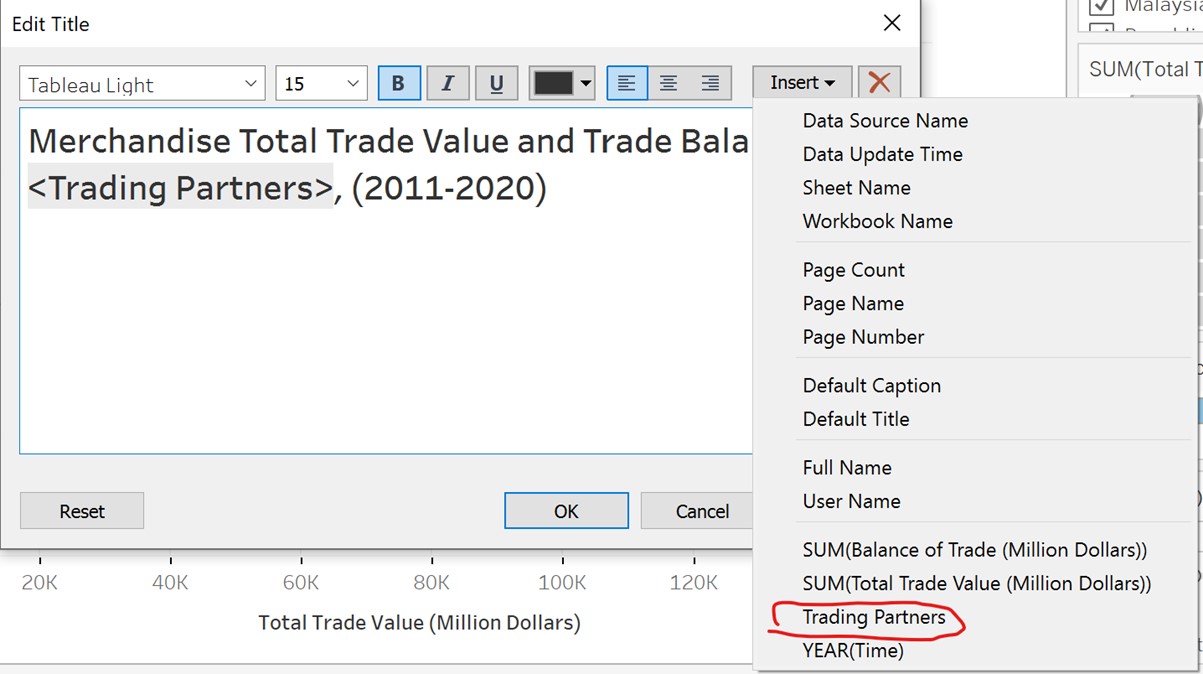 Edit Title
Tableau Light
15
B
I
U
Insert
Merchandise Total Trade Value and Trade Bala
<Trading Partners>, (2011-2020)
Reset
OK
Cancel
Data Source Name
Data Update Time
Sheet Name
Workbook Name
Page Count
Page Name
Page Number
Default Caption
Default Title
Full Name
User Name
SUM(Balance of Trade (Million Dollars))
SUM(Total Trade Value (Million Dollars))
Trading Partners
YEAR(Time)
Malaysia
SUM(Total T
20K
40K
60K
80K
100K
120K
Total Trade Value (Million Dollars)